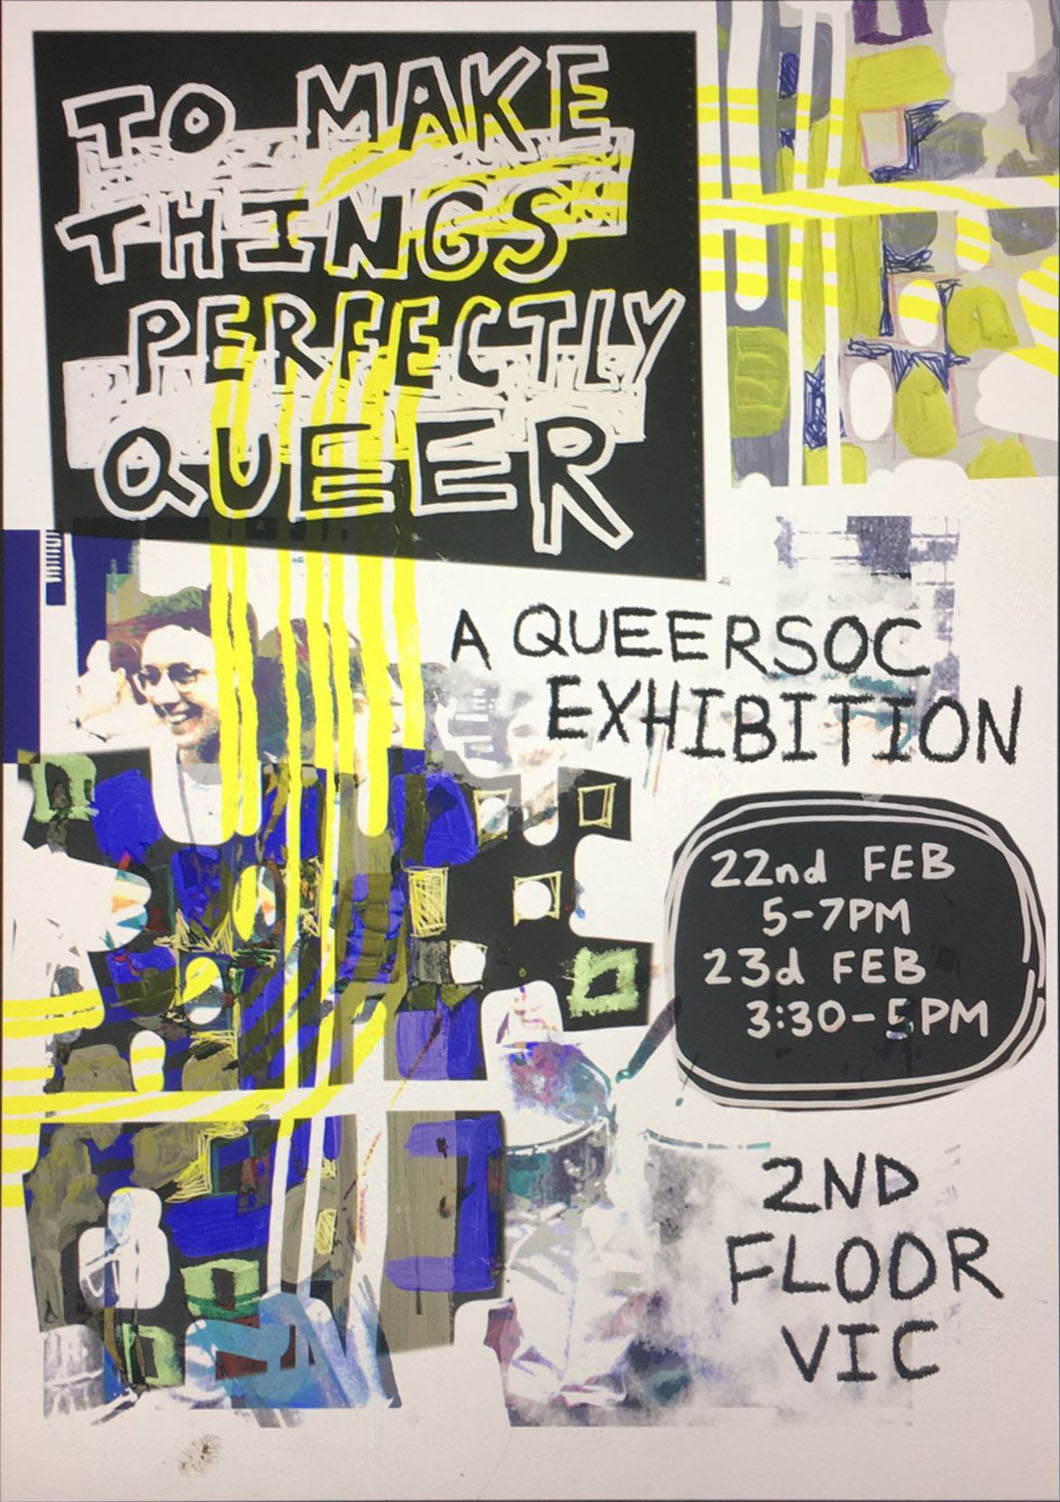 TO MAKE
THINGS
PERFECTLY
QUEER
A QUEERSOC
EXHIBITION
22nd FEB
5-7PM
23d FEB
3:30-5PM
2ND
FLOOR
VIC